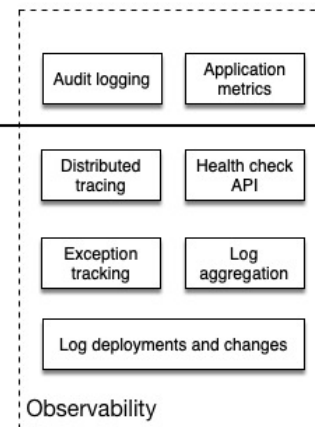 Audit logging
Application
metrics
Distributed
tracing
Health check
API
Exception
tracking
Log
aggregation
Log deployments and changes
Observability